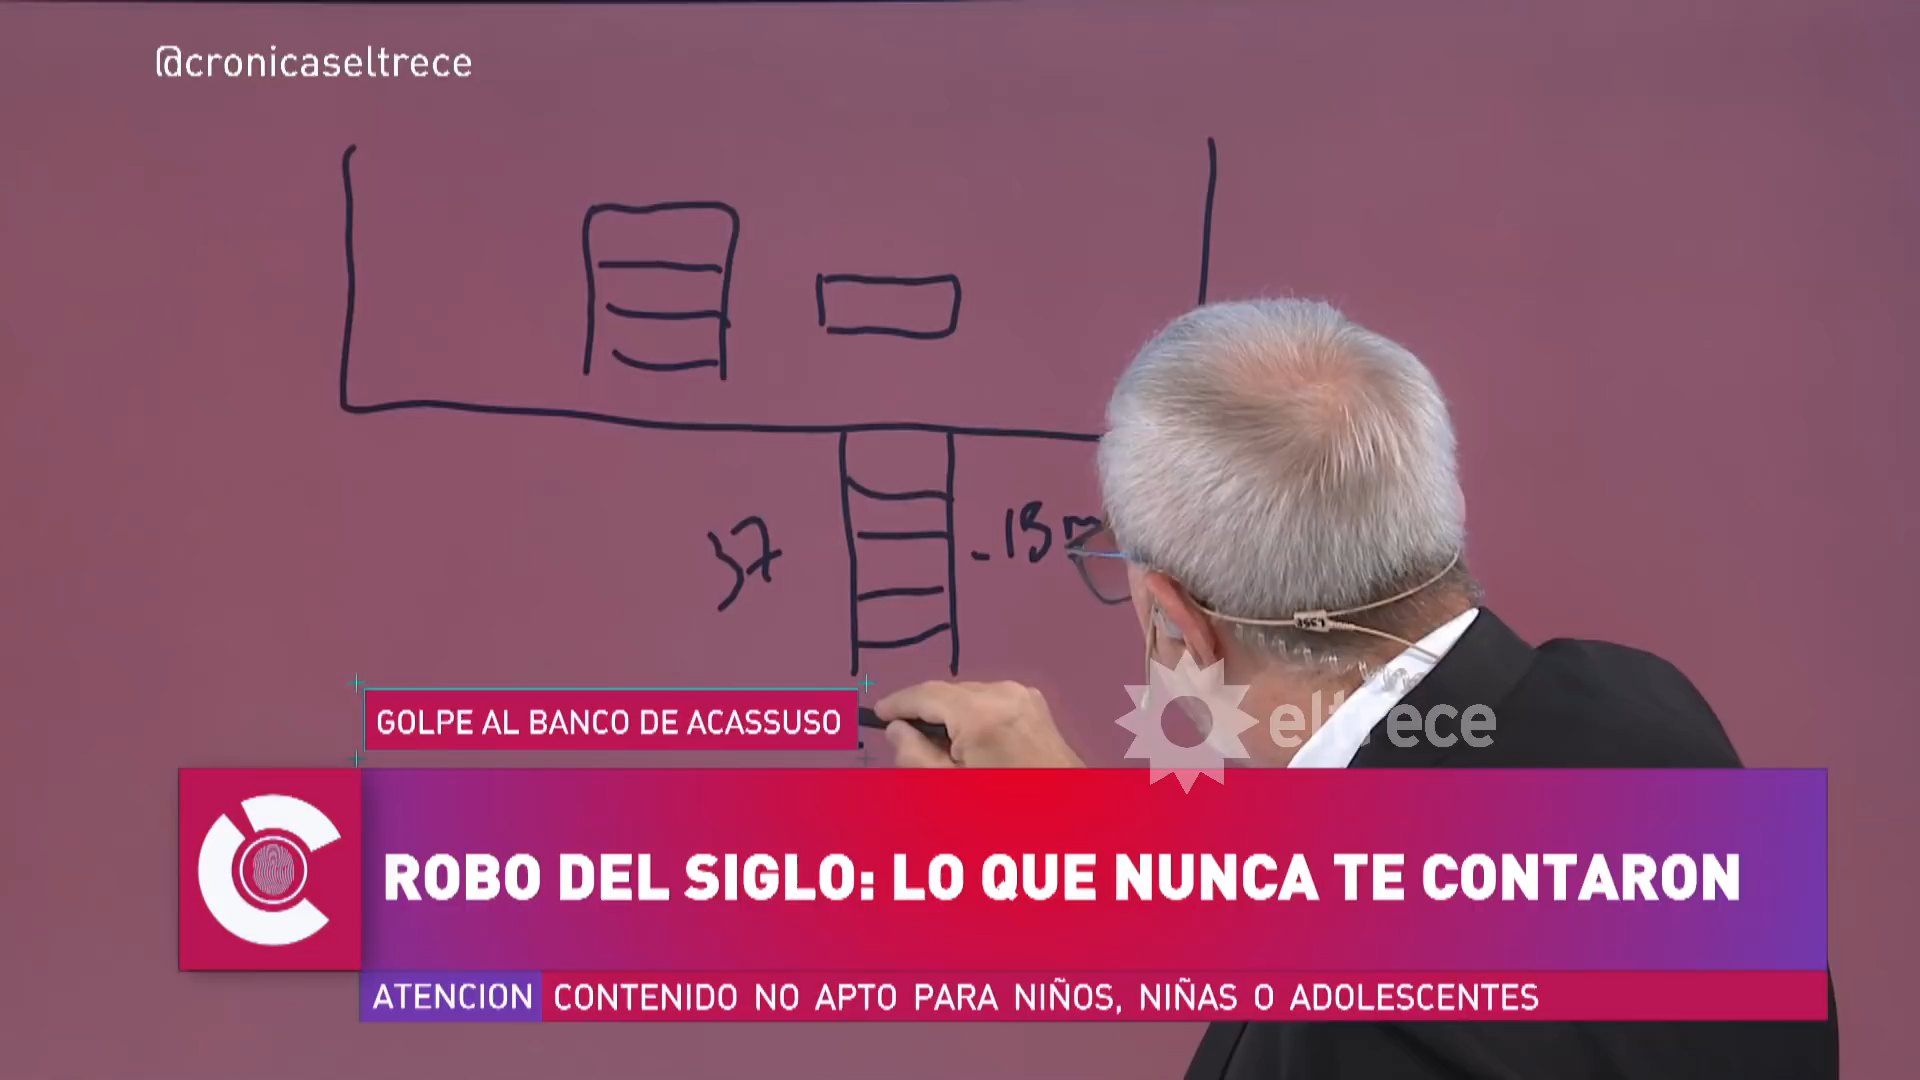 @cronicaseltrece
37
- 15 m
eltrece
GOLPE AL BANCO DE ACASSUSO
ROBO DEL SIGLO: LO QUE NUNCA TE CONTARON
ATENCION CONTENIDO NO APTO PARA NIÑOS, NIÑAS O ADOLESCENTES